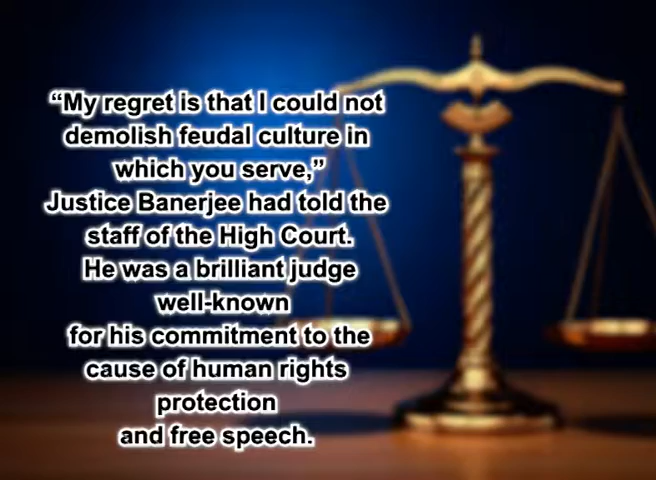 “My regret is that I could not
demolish feudal culture in
which you serve,”
Justice Banerjee had told the
staff of the High Court.
He was a brilliant judge
well-known
for his commitment to the
cause of human rights
protection
and free speech.